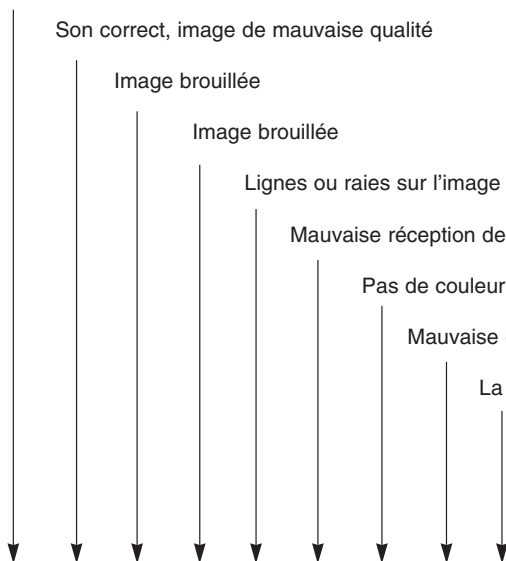 Son correct, image de mauvaise qualité
Image brouillée
Image brouillée
Lignes ou raies sur l'image
Mauvaise réception de
Pas de couleur
Mauvaise
La